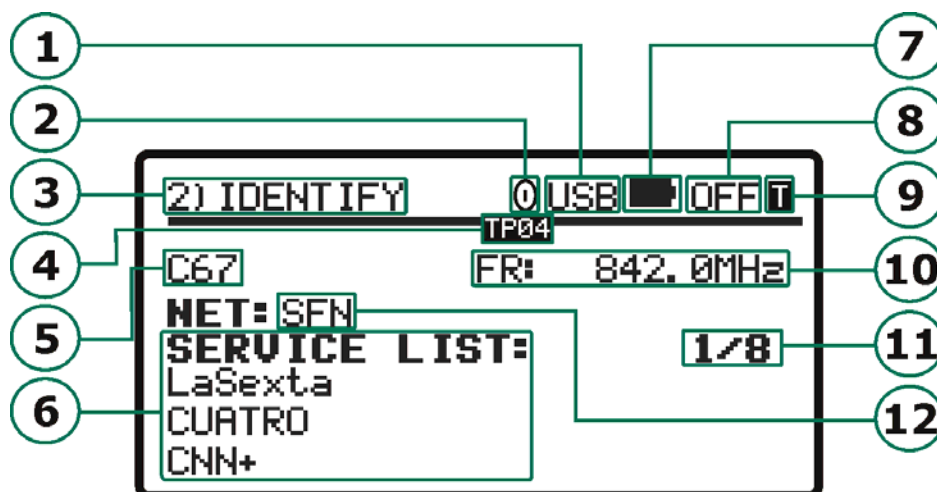 1 7
2 8
3 2) IDENTIFY ① USB OFF T 9
4 TP04
C67 FR: 842.0MHz 10
5 NET: SFN
SERVICE LIST: 1/8 11
LaSexta
6 CUATRO 12
CNN+